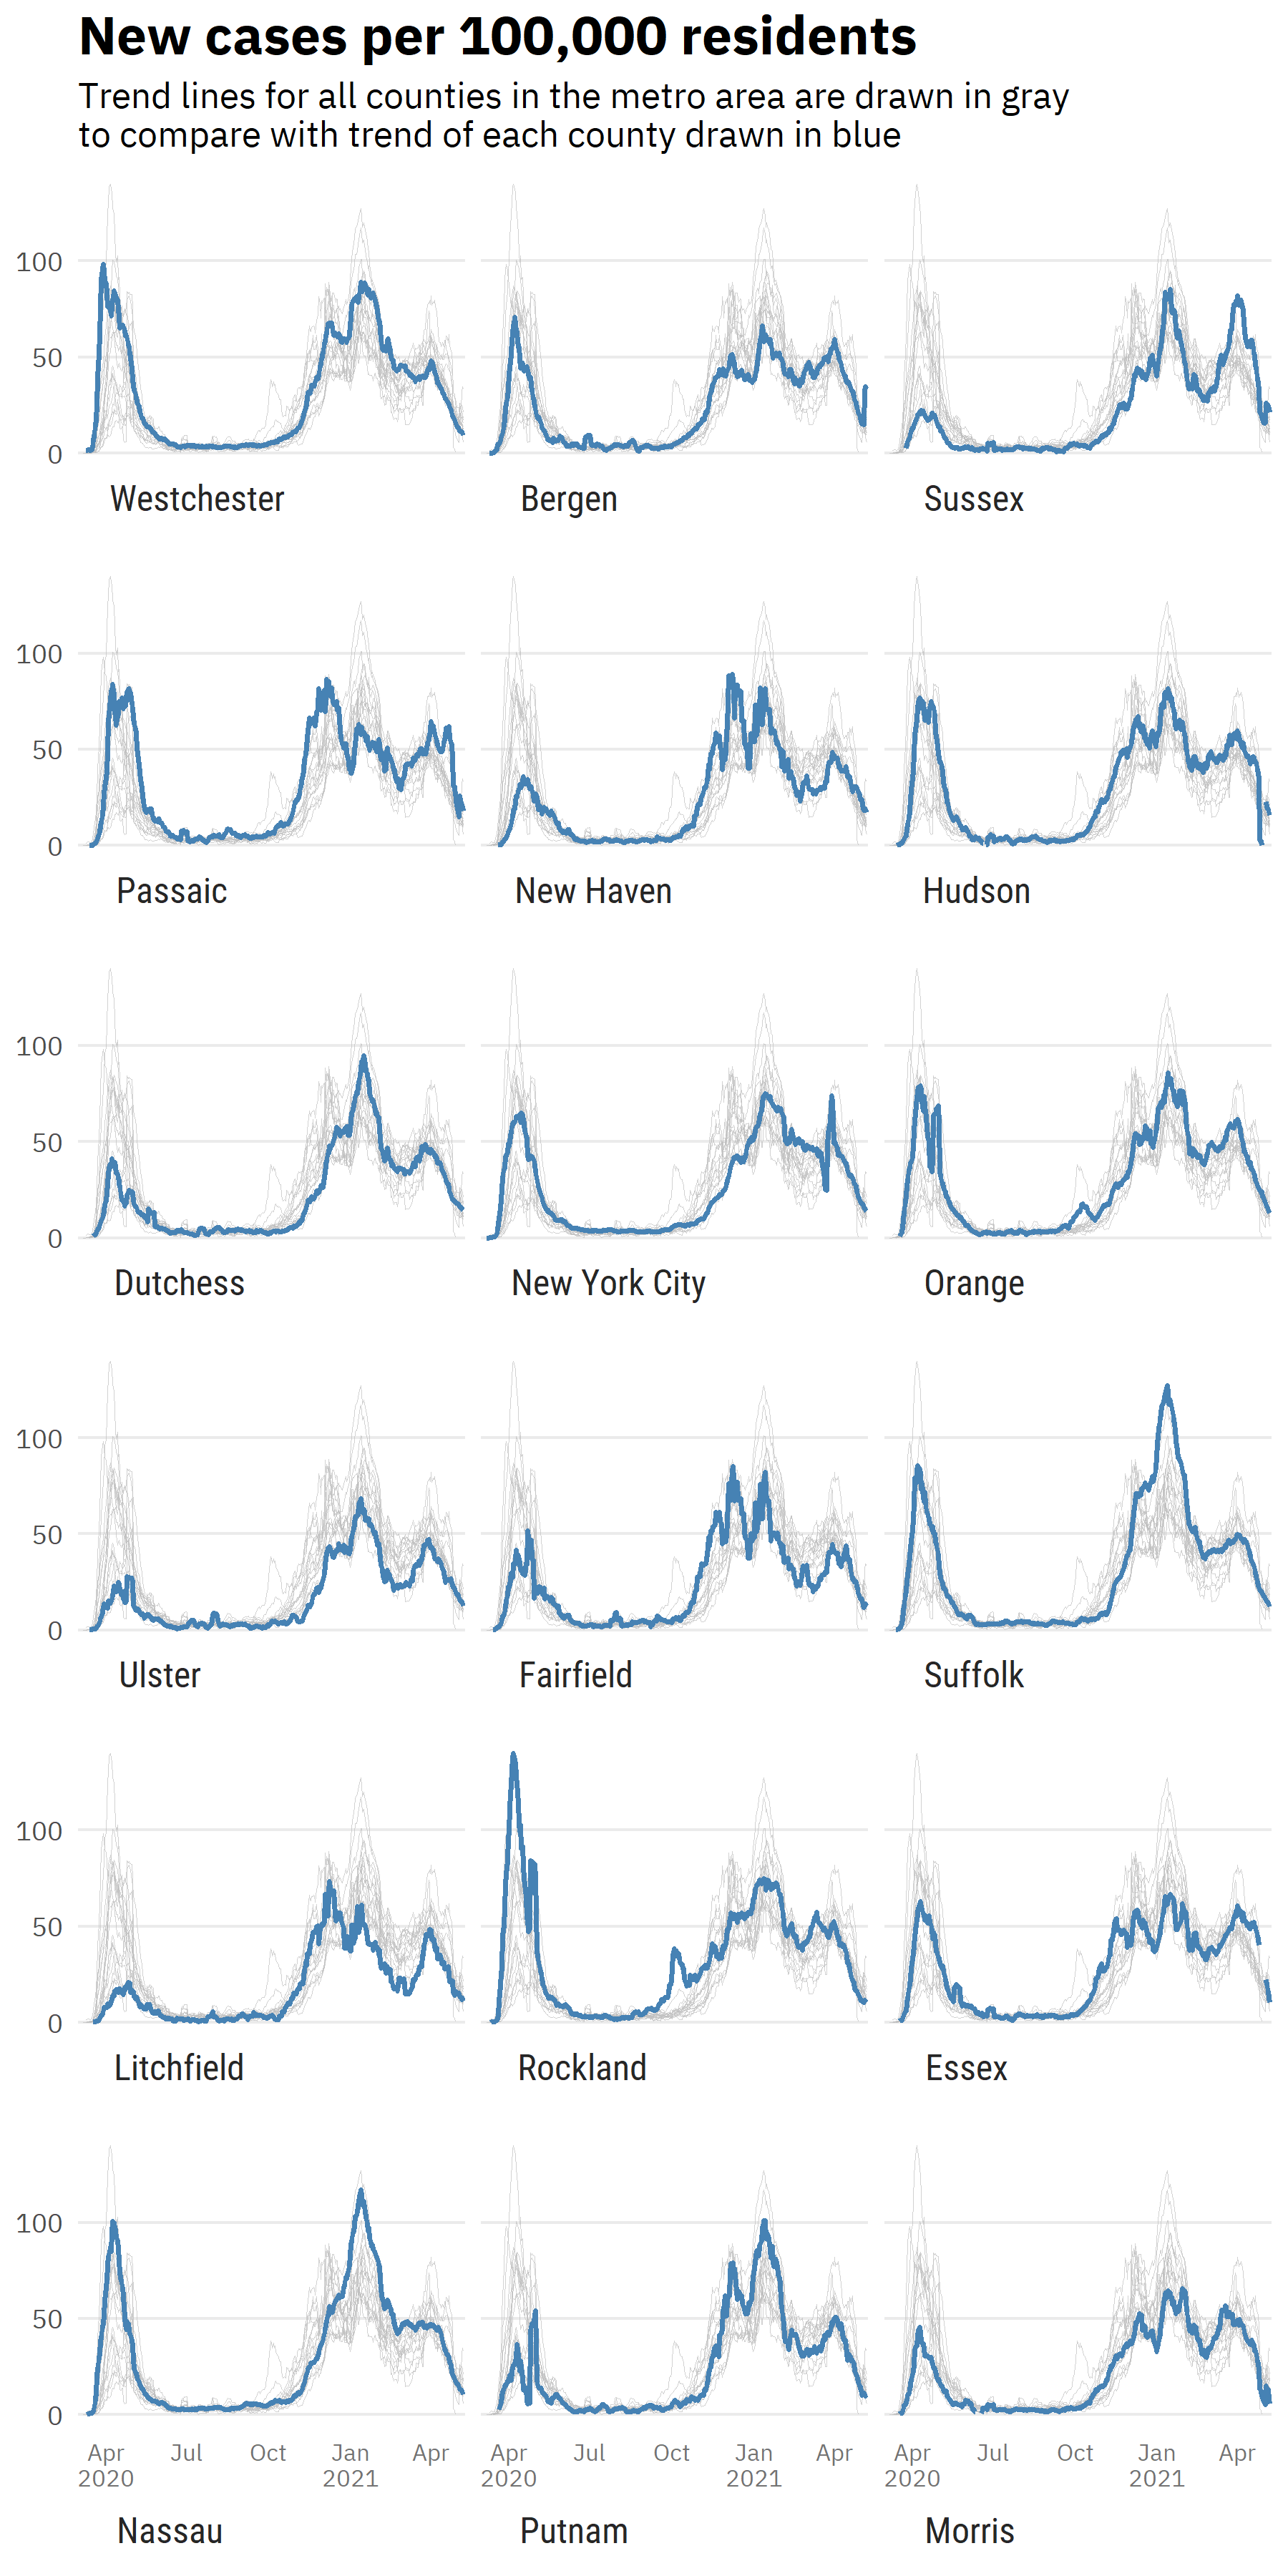 New cases per 100,000 residents
Trend lines for all counties in the metro area are drawn in gray
to compare with trend of each county drawn in blue
100
50
0
Westchester Bergen Sussex
100
50
0
Passaic New Haven Hudson
100
50
0
Dutchess New York City Orange
100
50
0
Ulster Fairfield Suffolk
100
50
0
Litchfield Rockland Essex
100
50
0
Apr Jul Oct Jan Apr Apr Jul Oct Jan Apr Apr Jul Oct Jan Apr
2020 2021 2020 2021 2020 2021
Nassau Putnam Morris